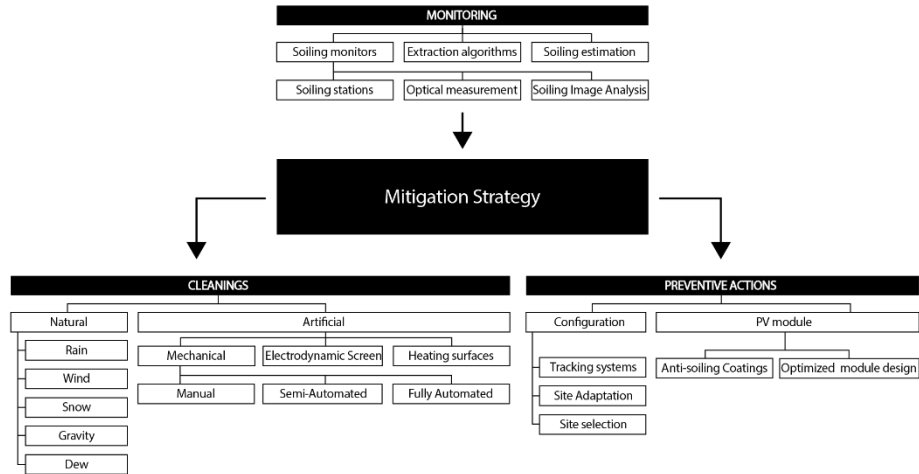 MONITORING
Soiling monitors
Extraction algorithms
Soiling estimation
Soiling stations
Optical measurement
Soiling Image Analysis
Mitigation Strategy
CLEANINGS
Natural
Artificial
Rain
Wind
Snow
Gravity
Dew
Mechanical
Electrodynamic Screen
Heating surfaces
Manual
Semi-Automated
Fully Automated
PREVENTIVE ACTIONS
Configuration
PV module
Tracking systems
Site Adaptation
Site selection
Anti-soiling Coatings
Optimized module design